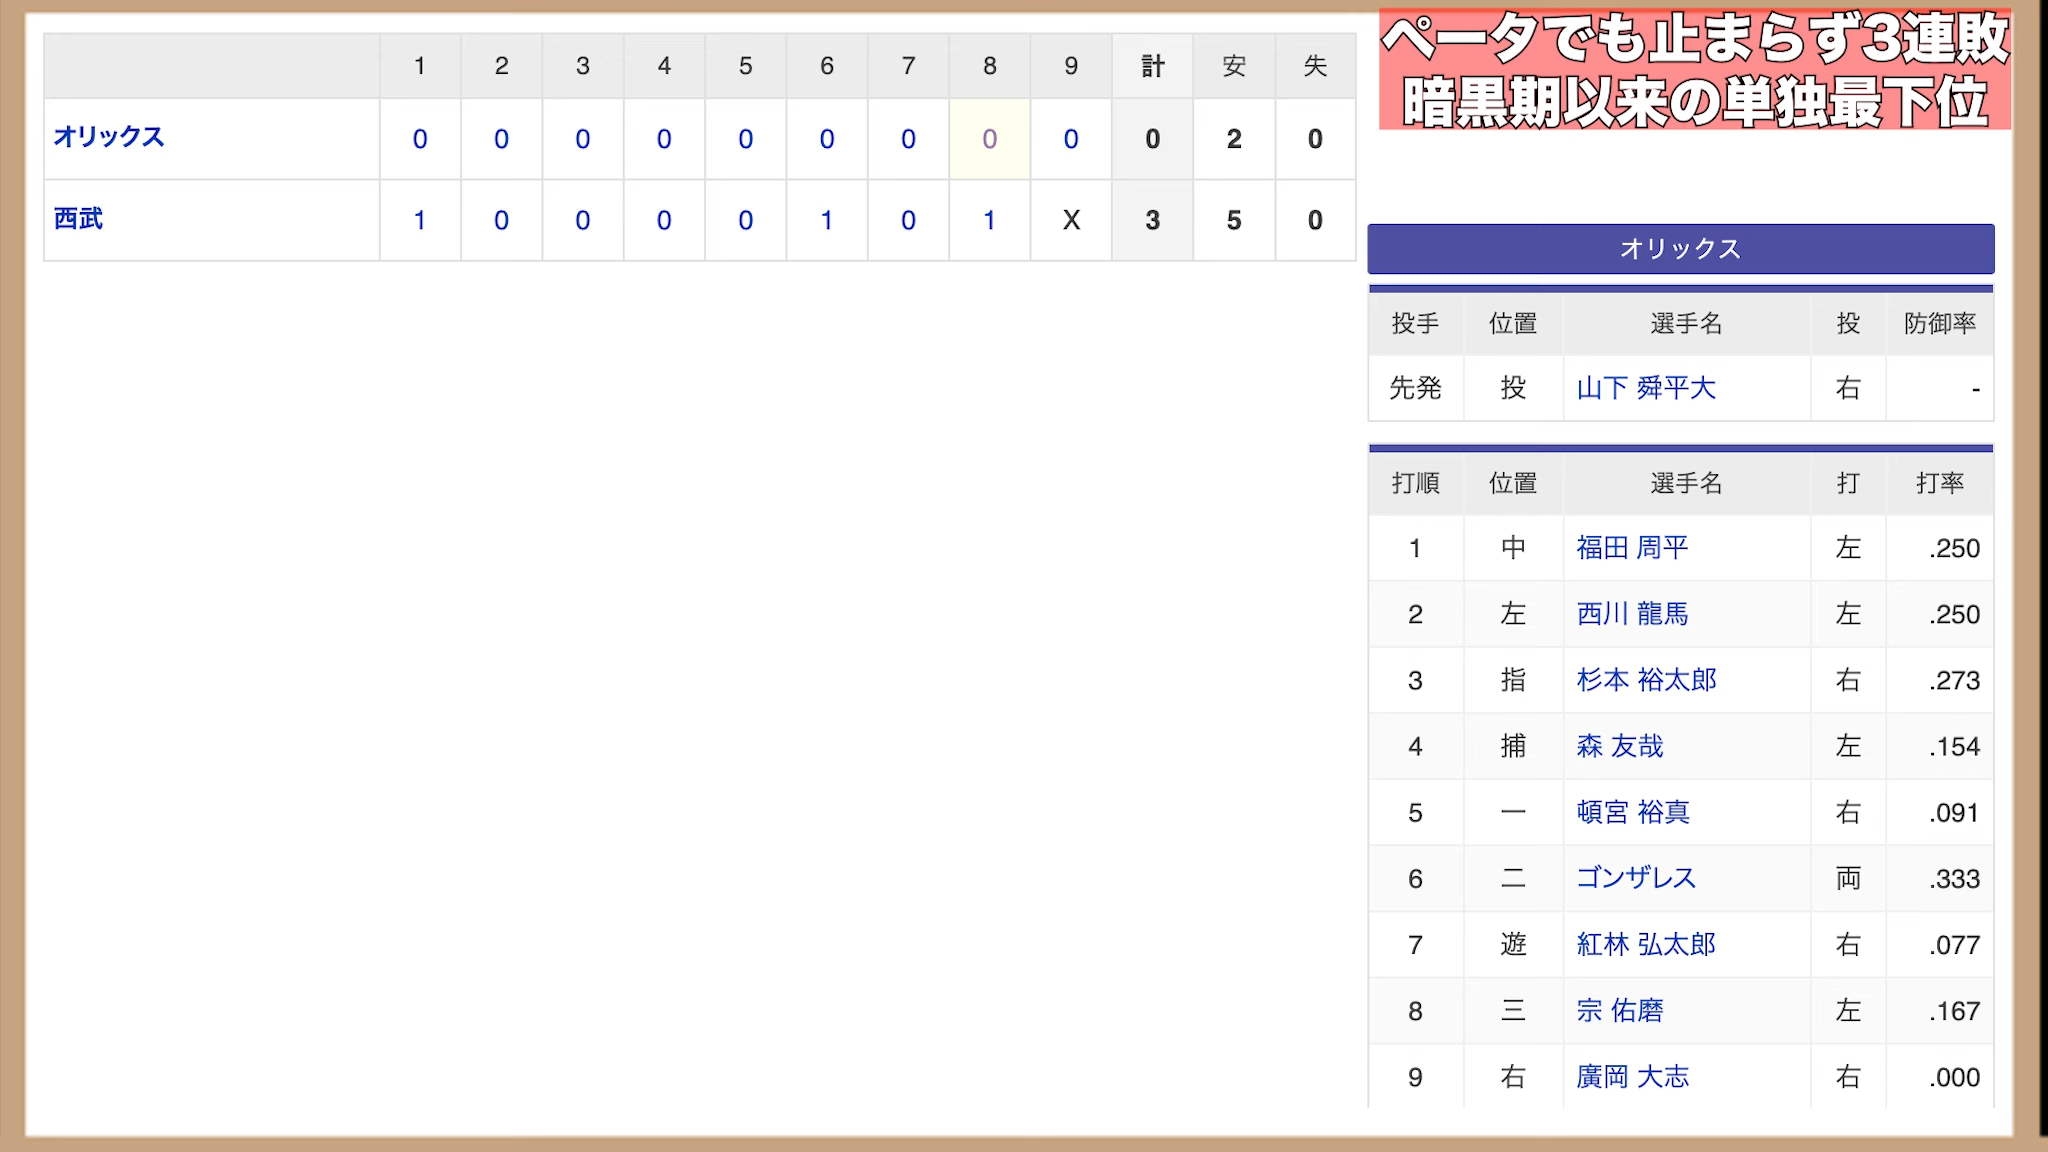 1 2 3 4 5 6 7 8 9 計 安 失
オリックス 0 0 0 0 0 0 0 0 0 0 2 0
西武 1 0 0 0 0 1 0 1 X 3 5 0
ペータでも止まらず3連敗
暗黒期以来の単独最下位
オリックス
投手 位置 選手名 投 防御率
先発 投 山下 舜平大 右 -
打順 位置 選手名 打 打率
1 中 福田 周平 左 .250
2 左 西川 龍馬 左 .250
3 指 杉本 裕太郎 右 .273
4 捕 森 友哉 左 .154
5 一 頓宮 裕真 右 .091
6 二 ゴンザレス 両 .333
7 遊 紅林 弘太郎 右 .077
8 三 宗 佑磨 左 .167
9 右 廣岡 大志 右 .000